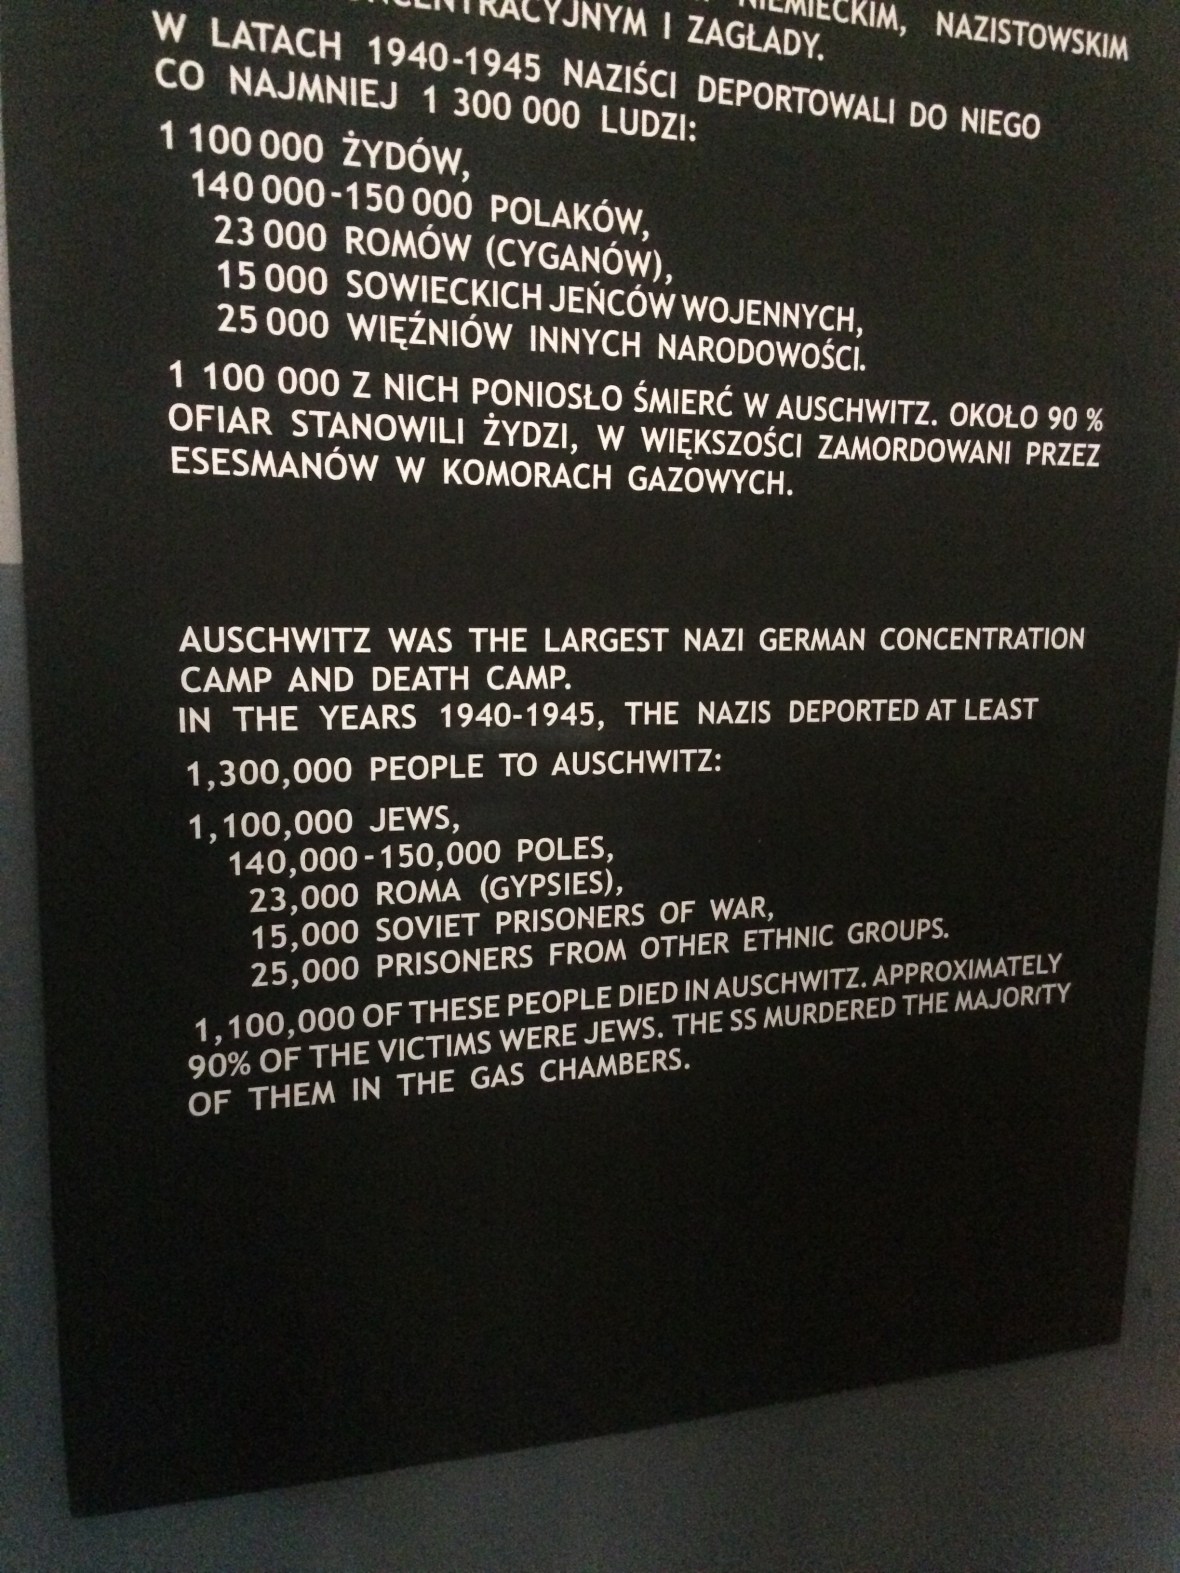 NIEMIECKIM, NAZISTOWSKIM
I ZAGŁADY.
W LATACH 1940-1945 NAZIŚCI DEPORTOWALI DO NIEGO
CO NAJMNIEJ 1 300 000 LUDZI:
1 100 000 ŻYDÓW,
140 000-150 000 POLAKÓW,
23 000 ROMÓW (CYGANÓW),
15 000 SOWIECKICH JEŃCÓW WOJENNYCH,
25 000 WIĘŹNIÓW INNYCH NARODOWOŚCI.
1 100 000 Z NICH PONIOSŁO ŚMIERĆ W AUSCHWITZ. OKOŁO 90 %
OFIAR STANOWILI ŻYDZI, W WIĘKSZOŚCI ZAMORDOWANI PRZEZ
ESESMANÓW W KOMORACH GAZOWYCH.
AUSCHWITZ WAS THE LARGEST NAZI GERMAN CONCENTRATION
CAMP AND DEATH CAMP.
IN THE YEARS 1940-1945, THE NAZIS DEPORTED AT LEAST
1,300,000 PEOPLE TO AUSCHWITZ:
1,100,000 JEWS,
140,000-150,000 POLES,
23,000 ROMA (GYPSIES),
15,000 SOVIET PRISONERS OF WAR,
25,000 PRISONERS FROM OTHER ETHNIC GROUPS.
1,100,000 OF THESE PEOPLE DIED IN AUSCHWITZ. APPROXIMATELY
90% OF THE VICTIMS WERE JEWS. THE SS MURDERED THE MAJORITY
OF THEM IN THE GAS CHAMBERS.